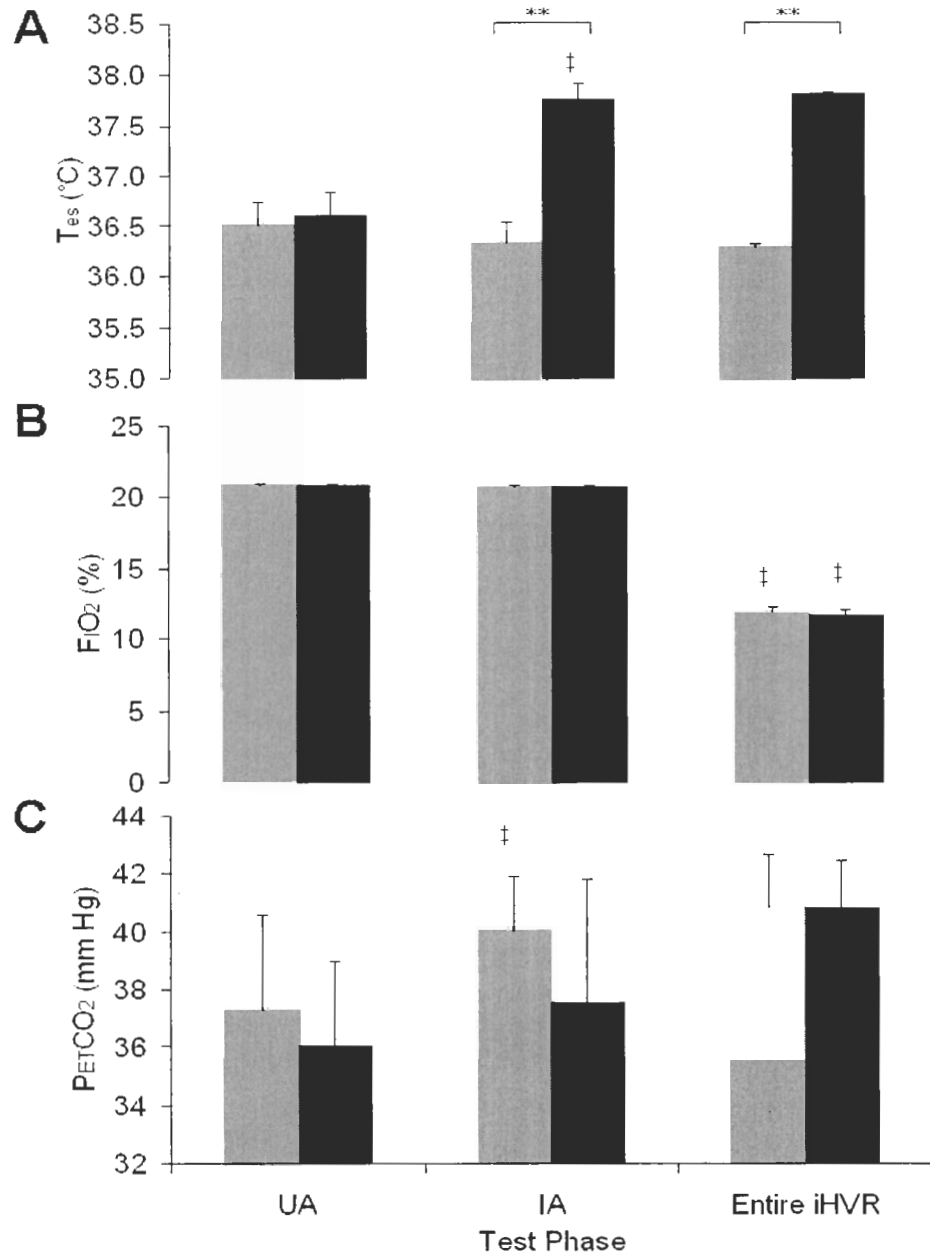 A
**
**
38.5
‡
38.0
37.5
37.0
36.5
36.0
35.5
35.0
Tes (°C)
B
25
20
15
10
5
0
‡
‡
FIO2 (%)
C
44
42
40
38
36
34
32
‡
PETCO2 (mm Hg)
UA
IA
Entire iHVR
Test Phase